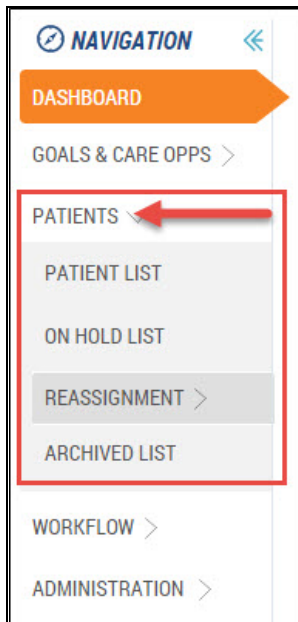 NAVIGATION
DASHBOARD
GOALS & CARE OPPS
PATIENTS
PATIENT LIST
ON HOLD LIST
REASSIGNMENT
ARCHIVED LIST
WORKFLOW
ADMINISTRATION